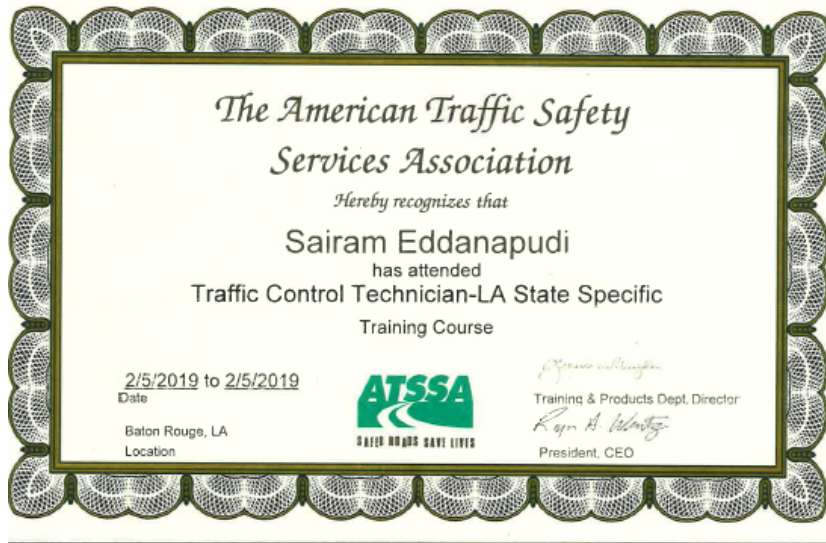 The American Traffic Safety
Services Association
Hereby recognizes that
Sairam Eddanapudi
has attended
Traffic Control Technician-LA State Specific
Training Course
2/5/2019 to 2/5/2019
Date
Baton Rouge, LA
Location
ATSSA
SAFER ROADS SAVE LIVES
Training & Products Dept. Director
President, CEO